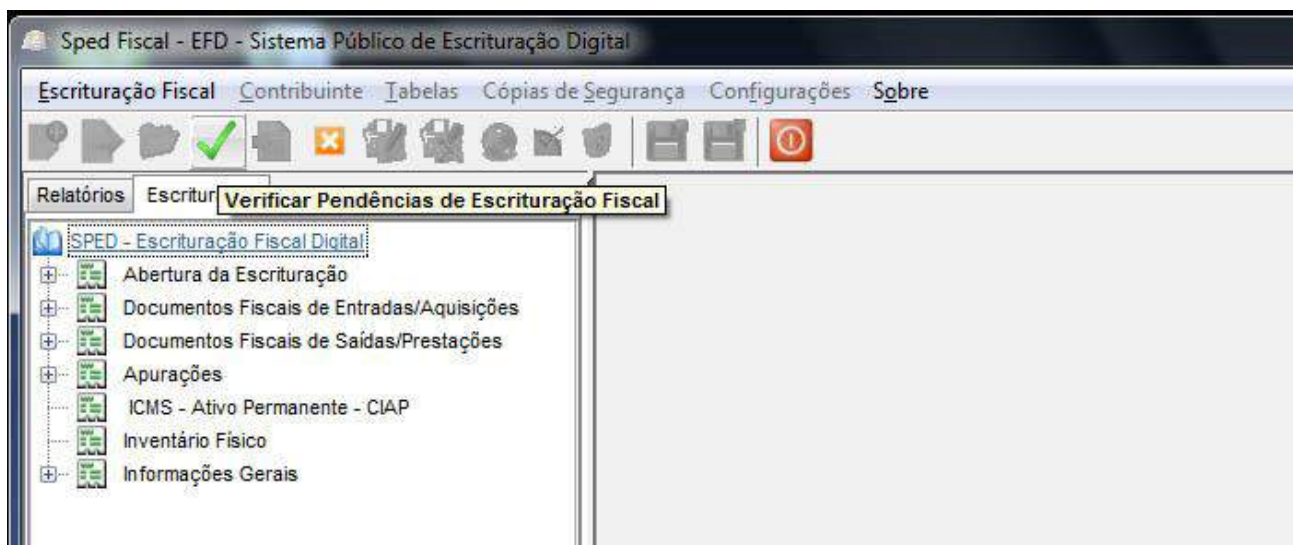 Sped Fiscal - EFD - Sistema Público de Escrituração Digital
Escrituração Fiscal Contribuinte Tabelas Cópias de Segurança Configurações Sobre
Relatórios Escritur
Verificar Pendências de Escrituração Fiscal
SPED - Escrituração Fiscal Digital
Abertura da Escrituração
Documentos Fiscais de Entradas/Aquisições
Documentos Fiscais de Saídas/Prestações
Apurações
ICMS - Ativo Permanente - CIAP
Inventário Físico
Informações Gerais